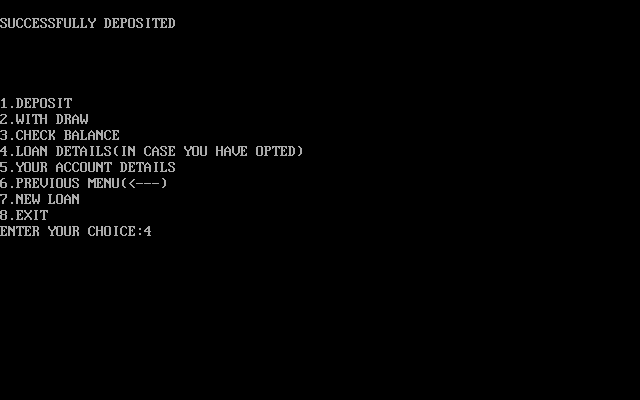 SUCCESSFULLY DEPOSITED
1.DEPOSIT
2.WITH DRAW
3.CHECK BALANCE
4.LOAN DETAILS(IN CASE YOU HAVE OPTED)
5.YOUR ACCOUNT DETAILS
6.PREVIOUS MENU(<---)
7.NEW LOAN
8.EXIT
ENTER YOUR CHOICE:4